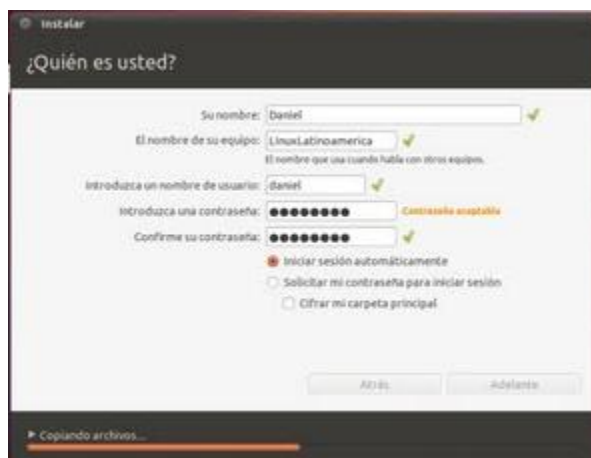 Instalar
¿Quién es usted?
Su nombre: Daniel
El nombre de su equipo: LinuxLatinoamerica
El nombre que usa cuando habla con otros equipos.
Introduzca un nombre de usuario: daniel
Introduzca una contraseña: ●●●●●●●● Contraseña aceptable
Confirme su contraseña: ●●●●●●●●
Iniciar sesión automáticamente
Solicitar mi contraseña para iniciar sesión
Cifrar mi carpeta principal
Atrás Adelante
Copiando archivos...